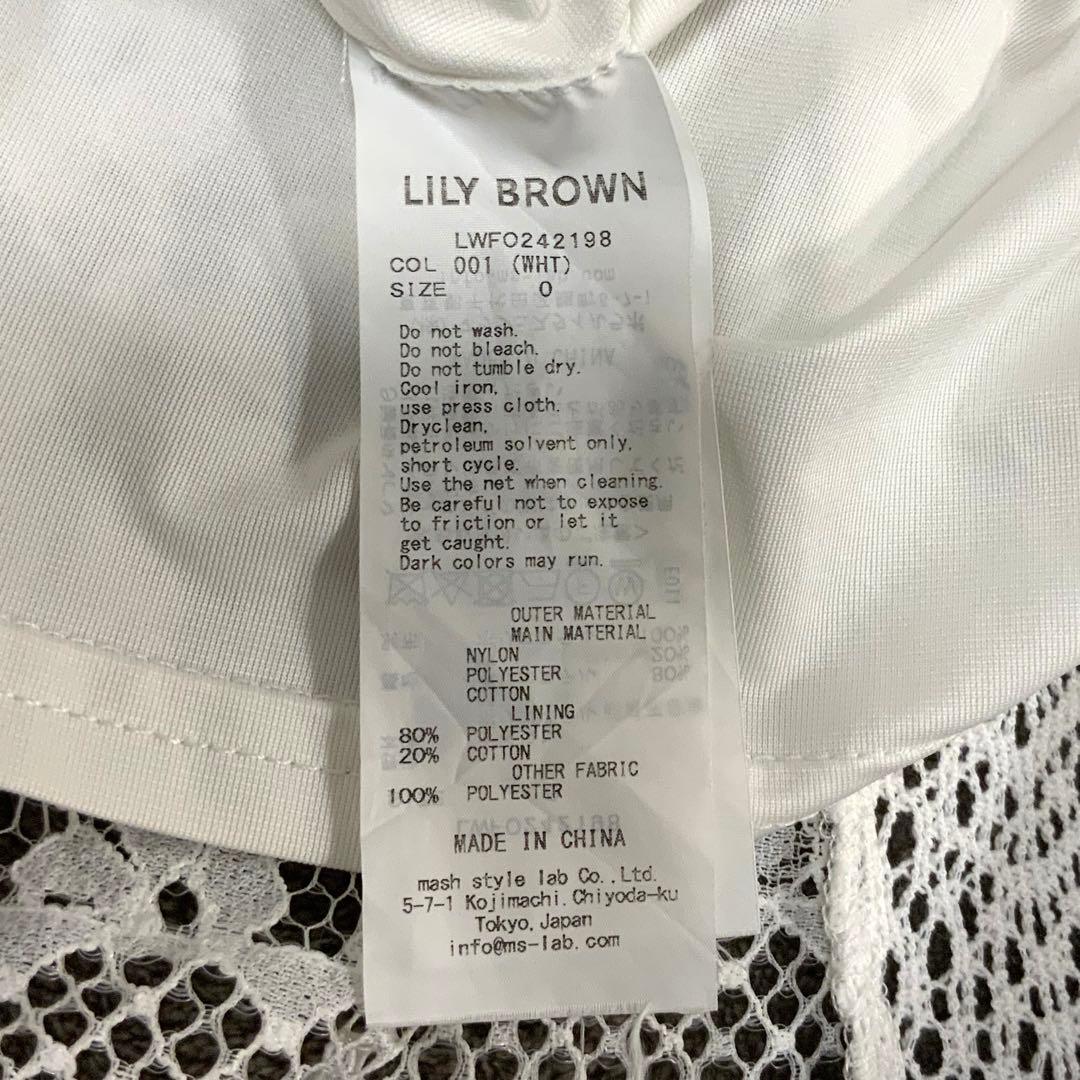 LILY BROWN
LWFO242198
COL 001 (WHT)
SIZE 0
Do not wash.
Do not bleach.
Do not tumble dry.
Cool iron,
use press cloth.
Dryclean,
petroleum solvent only,
short cycle.
Use the net when cleaning.
Be careful not to expose
to friction or let it
get caught.
Dark colors may run.
OUTER MATERIAL
MAIN MATERIAL
NYLON
POLYESTER
COTTON
LINING
80% POLYESTER
20% COTTON
OTHER FABRIC
100% POLYESTER
MADE IN CHINA
mash style lab Co.,Ltd.
5-7-1 Kojimachi.Chiyoda-ku
Tokyo,Japan
info@ms-lab.com